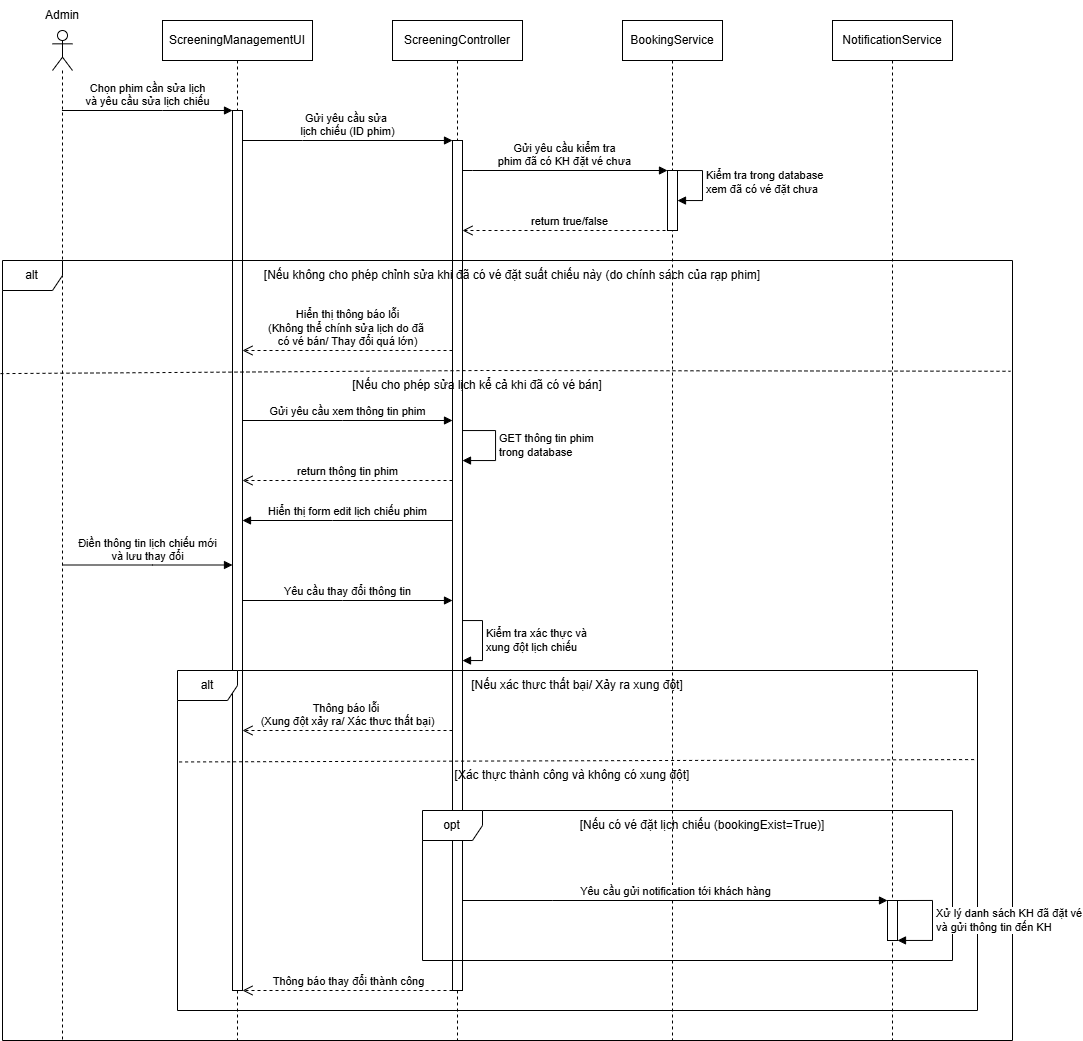 Admin
ScreeningManagementUI
ScreeningController
BookingService
NotificationService
Chọn phim cần sửa lịch
và yêu cầu sửa lịch chiếu
Gửi yêu cầu sửa
lịch chiếu (ID phim)
Gửi yêu cầu kiểm tra
phim đã có KH đặt vé chưa
Kiểm tra trong database
xem đã có vé đặt chưa
return true/false
alt
[Nếu không cho phép chỉnh sửa khi đã có vé đặt suất chiếu này (do chính sách của rạp phim]
Hiển thị thông báo lỗi
(Không thể chính sửa lịch do đã
có vé bán/ Thay đổi quá lớn)
[Nếu cho phép sửa lịch kể cả khi đã có vé bán]
Gửi yêu cầu xem thông tin phim
GET thông tin phim
trong database
return thông tin phim
Hiển thị form edit lịch chiếu phim
Điền thông tin lịch chiếu mới
và lưu thay đổi
Yêu cầu thay đổi thông tin
Kiểm tra xác thực và
xung đột lịch chiếu
alt
[Nếu xác thưc thất bại/ Xảy ra xung đột]
Thông báo lỗi
(Xung đột xảy ra/ Xác thưc thất bại)
[Xác thực thành công và không có xung đột]
opt
[Nếu có vé đặt lịch chiếu (bookingExist=True)]
Yêu cầu gửi notification tới khách hàng
Xử lý danh sách KH đã đặt vé
và gửi thông tin đến KH
Thông báo thay đổi thành công